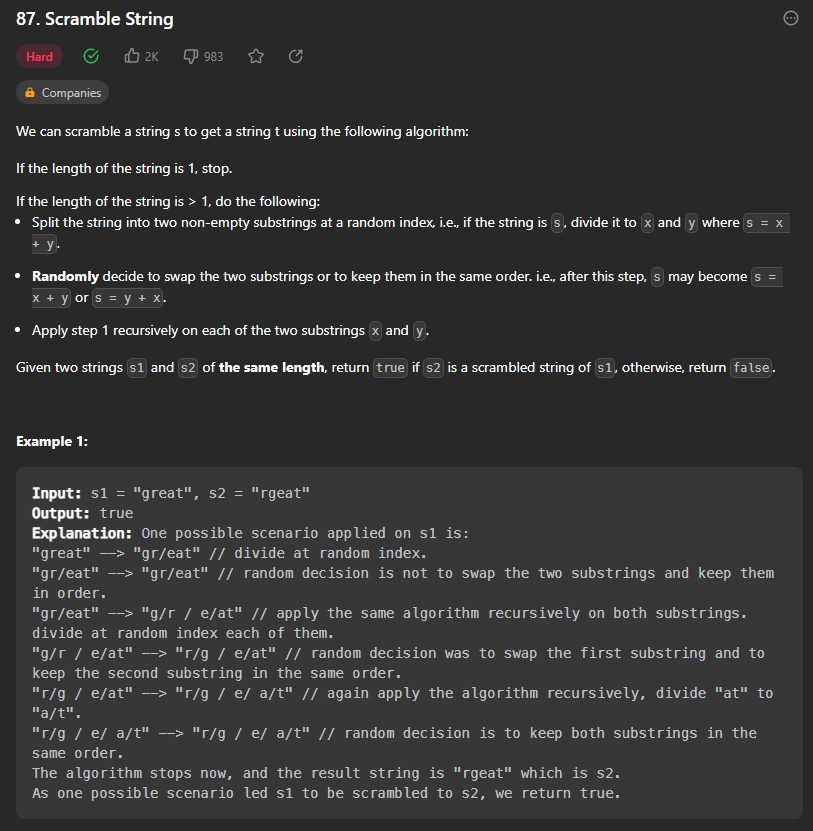 87. Scramble String
Hard 2K 983
Companies
We can scramble a string s to get a string t using the following algorithm:
If the length of the string is 1, stop.
If the length of the string is > 1, do the following:
• Split the string into two non-empty substrings at a random index, i.e., if the string is s, divide it to x and y where s = x
+ y.
• Randomly decide to swap the two substrings or to keep them in the same order. i.e., after this step, s may become s =
x + y or s = y + x.
• Apply step 1 recursively on each of the two substrings x and y.
Given two strings s1 and s2 of the same length, return true if s2 is a scrambled string of s1, otherwise, return false.
Example 1:
Input: s1 = "great", s2 = "rgeat"
Output: true
Explanation: One possible scenario applied on s1 is:
"great" --> "gr/eat" // divide at random index.
"gr/eat" --> "gr/eat" // random decision is not to swap the two substrings and keep them
in order.
"gr/eat" --> "g/r / e/at" // apply the same algorithm recursively on both substrings.
divide at random index each of them.
"g/r / e/at" --> "r/g / e/at" // random decision was to swap the first substring and to
keep the second substring in the same order.
"r/g / e/at" --> "r/g / e/ a/t" // again apply the algorithm recursively, divide "at" to
"a/t".
"r/g / e/ a/t" --> "r/g / e/ a/t" // random decision is to keep both substrings in the
same order.
The algorithm stops now, and the result string is "rgeat" which is s2.
As one possible scenario led s1 to be scrambled to s2, we return true.